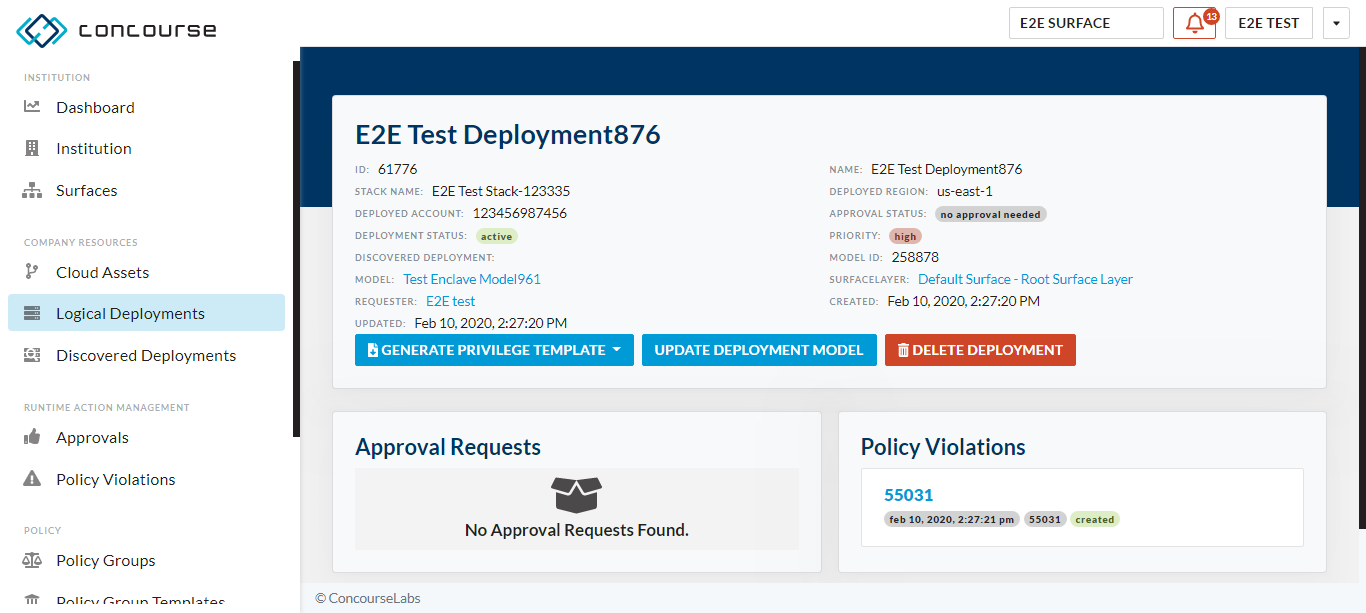 concourse
E2E SURFACE
13
E2E TEST
INSTITUTION
Dashboard
Institution
Surfaces
COMPANY RESOURCES
Cloud Assets
Logical Deployments
Discovered Deployments
RUNTIME ACTION MANAGEMENT
Approvals
Policy Violations
POLICY
Policy Groups
Policy Group Templates
E2E Test Deployment876
ID: 61776
STACK NAME: E2E Test Stack-123335
DEPLOYED ACCOUNT: 123456987456
DEPLOYMENT STATUS: active
DISCOVERED DEPLOYMENT:
MODEL: Test Enclave Model961
REQUESTER: E2E test
UPDATED: Feb 10, 2020, 2:27:20 PM
NAME: E2E Test Deployment876
DEPLOYED REGION: us-east-1
APPROVAL STATUS: no approval needed
PRIORITY: high
MODEL ID: 258878
SURFACELAYER: Default Surface - Root Surface Layer
CREATED: Feb 10, 2020, 2:27:20 PM
GENERATE PRIVILEGE TEMPLATE
UPDATE DEPLOYMENT MODEL
DELETE DEPLOYMENT
Approval Requests
No Approval Requests Found.
Policy Violations
55031
feb 10, 2020, 2:27:21 pm 55031 created
© ConcourseLabs